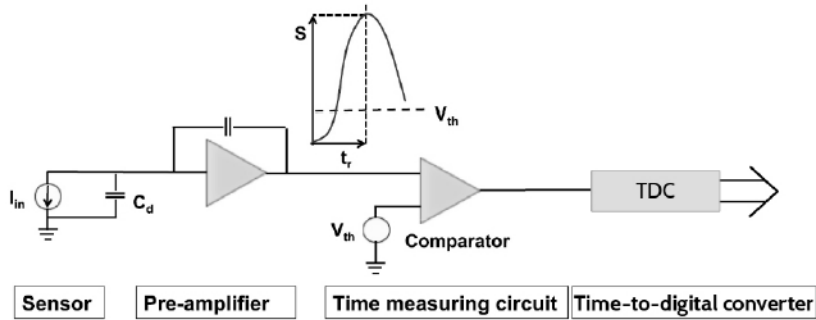 S
V_th
t_r
I_in
C_d
V_th
Comparator
TDC
Sensor
Pre-amplifier
Time measuring circuit
Time-to-digital converter